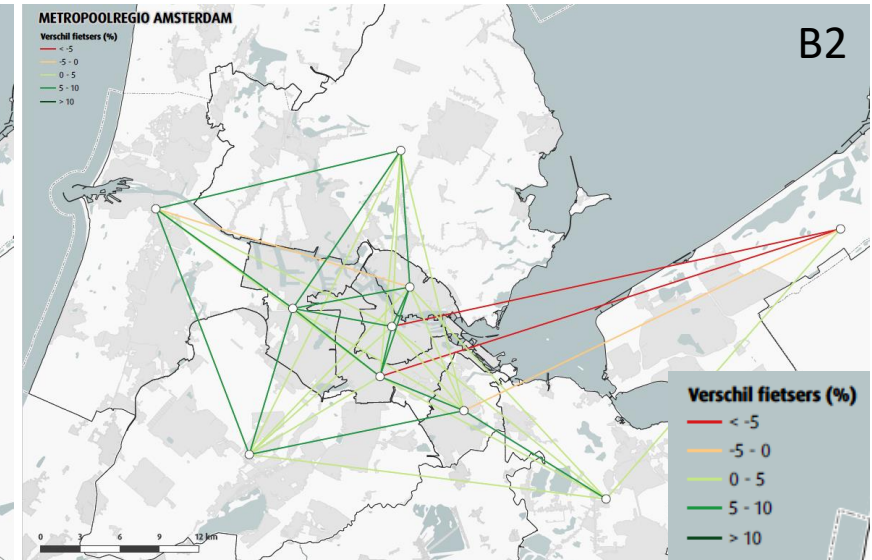 METROPOOLREGIO AMSTERDAM
Verschil fietsers (%)
< -5
-5 - 0
0 - 5
5 - 10
> 10
B2
Verschil fietsers (%)
< -5
-5 - 0
0 - 5
5 - 10
> 10
0 3 6 9 12 km